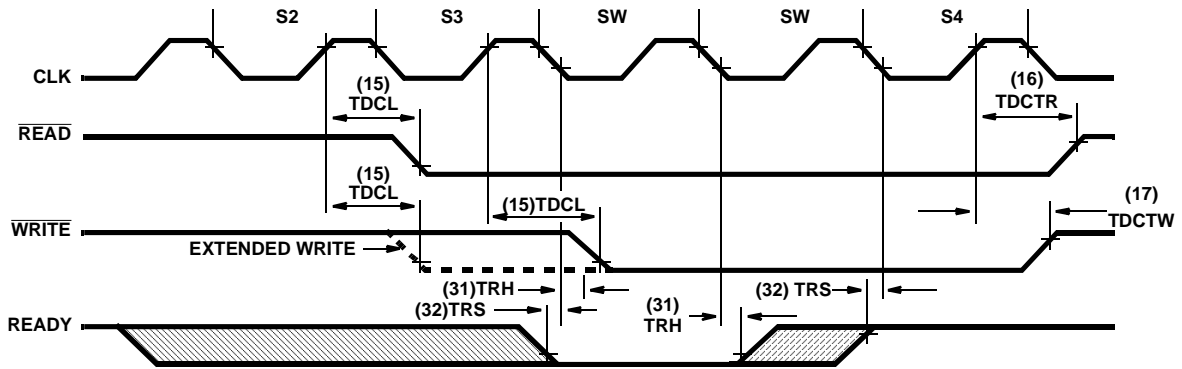 S2 S3 SW SW S4
CLK
(15)
TDCL
(16)
TDCTR
READ
(15)
TDCL
(15)TDCL
(17)
TDCTW
WRITE
EXTENDED WRITE
(31)TRH
(32)TRS
(31)
TRH
(32) TRS
READY